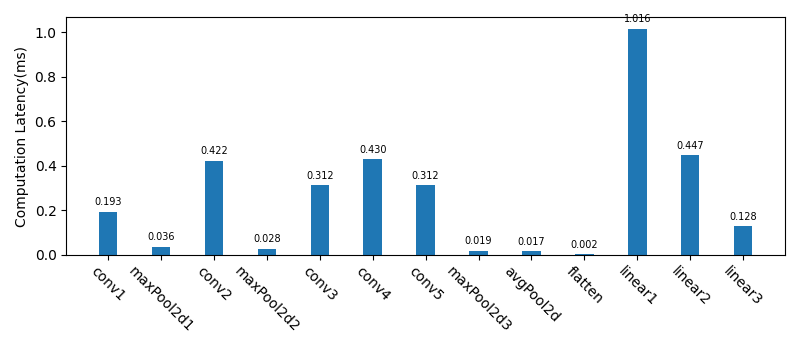 Computation Latency(ms)
1.0
0.8
0.6
0.4
0.2
0.0
0.193
0.036
0.422
0.028
0.312
0.430
0.312
0.019
0.017
0.002
1.016
0.447
0.128
conv1
maxPool2d1
conv2
maxPool2d2
conv3
conv4
conv5
maxPool2d3
avgPool2d
flatten
linear1
linear2
linear3